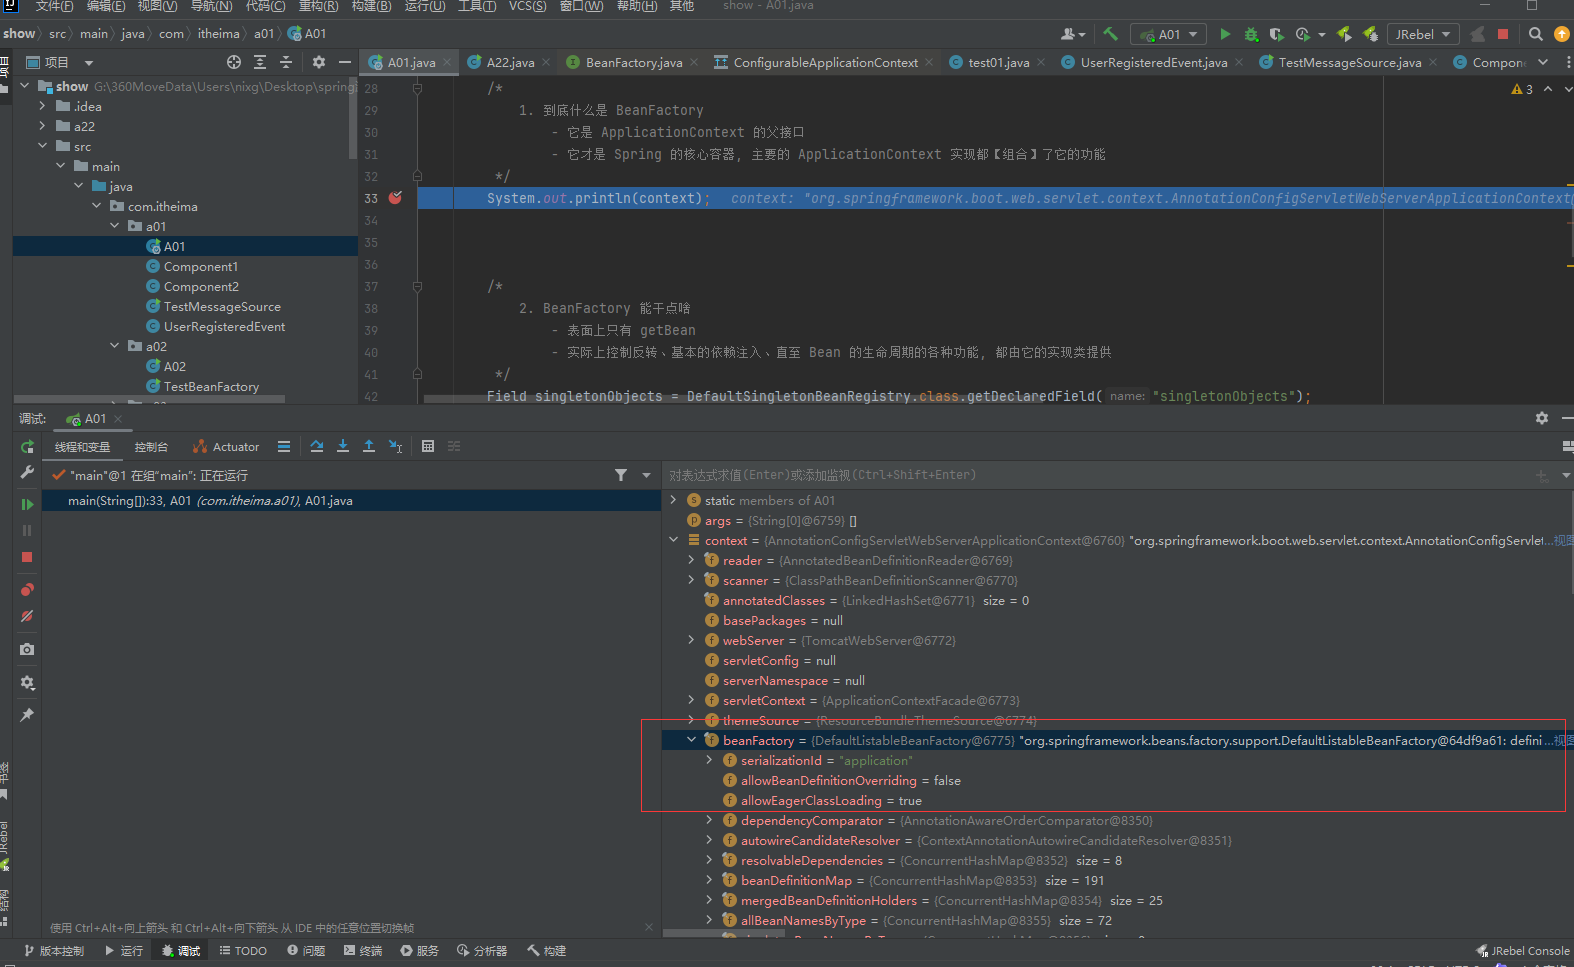 文件(F) 编辑(E) 视图(V) 导航(N) 代码(C) 重构(R) 构建(B) 运行(U) 工具(T) VCS(S) 窗口(W) 帮助(H) 其他 show - A01.java
show src main java com itheima a01 A01
A01 JRebel
项目
A01.java A22.java BeanFactory.java ConfigurableApplicationContext test01.java UserRegisteredEvent.java TestMessageSource.java Compon
show G:\360MoveData\Users\nixg\Desktop\spring
.idea
a22
src
main
java
com.itheima
a01
A01
Component1
Component2
TestMessageSource
UserRegisteredEvent
a02
A02
TestBeanFactory
3
28 /*
29 1. 到底什么是 BeanFactory
30 - 它是 ApplicationContext 的父接口
31 - 它才是 Spring 的核心容器, 主要的 ApplicationContext 实现都【组合】了它的功能
32 */
33 System.out.println(context); context: "org.springframework.boot.web.servlet.context.AnnotationConfigServletWebServerApplicationContext@
34
35
36
37 /*
38 2. BeanFactory 能干点啥
39 - 表面上只有 getBean
40 - 实际上控制反转、基本的依赖注入、直至 Bean 的生命周期的各种功能, 都由它的实现类提供
41 */
42 Field singletonObjects = DefaultSingletonBeanRegistry.class.getDeclaredField( name: "singletonObjects");
调试: A01
线程和变量 控制台 Actuator
"main"@1 在组"main": 正在运行
main(String[]):33, A01 (com.itheima.a01), A01.java
对表达式求值(Enter)或添加监视(Ctrl+Shift+Enter)
static members of A01
args = {String[0]@6759} []
context = {AnnotationConfigServletWebServerApplicationContext@6760} "org.springframework.boot.web.servlet.context.AnnotationConfigServlet...视图
reader = {AnnotatedBeanDefinitionReader@6769}
scanner = {ClassPathBeanDefinitionScanner@6770}
annotatedClasses = {LinkedHashSet@6771} size = 0
basePackages = null
webServer = {TomcatWebServer@6772}
servletConfig = null
serverNamespace = null
servletContext = {ApplicationContextFacade@6773}
themeSource = {ResourceBundleThemeSource@6774}
beanFactory = {DefaultListableBeanFactory@6775} "org.springframework.beans.factory.support.DefaultListableBeanFactory@64df9a61: defini...视图
serializationId = "application"
allowBeanDefinitionOverriding = false
allowEagerClassLoading = true
dependencyComparator = {AnnotationAwareOrderComparator@8350}
autowireCandidateResolver = {ContextAnnotationAutowireCandidateResolver@8351}
resolvableDependencies = {ConcurrentHashMap@8352} size = 8
beanDefinitionMap = {ConcurrentHashMap@8353} size = 191
mergedBeanDefinitionHolders = {ConcurrentHashMap@8354} size = 25
allBeanNamesByType = {ConcurrentHashMap@8355} size = 72
使用 Ctrl+Alt+向上箭头 和 Ctrl+Alt+向下箭头 从 IDE 中的任意位置切换帧
书签
JRebel
结构
版本控制 运行 调试 TODO 问题 终端 服务 分析器 构建 JRebel Console